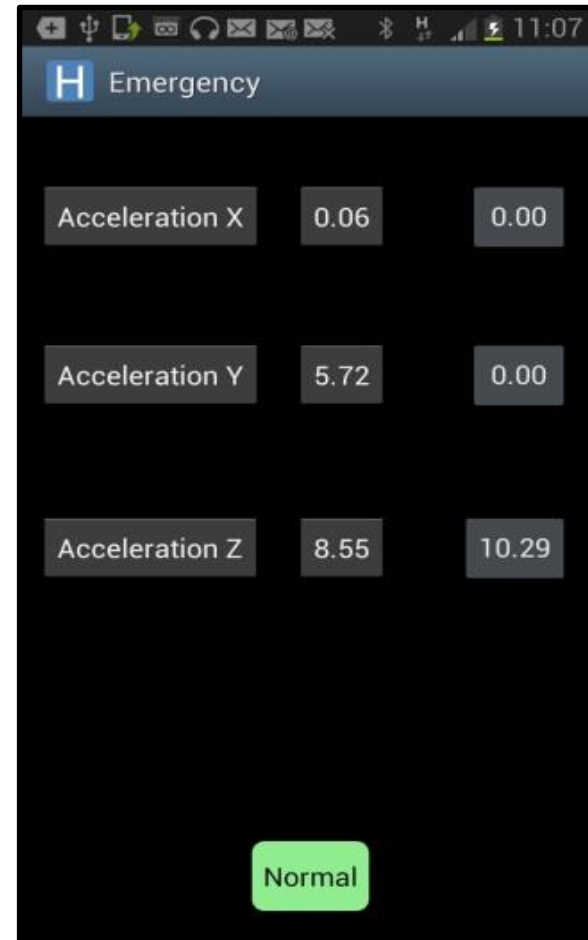 H 11:07
H Emergency
Acceleration X 0.06 0.00
Acceleration Y 5.72 0.00
Acceleration Z 8.55 10.29
Normal